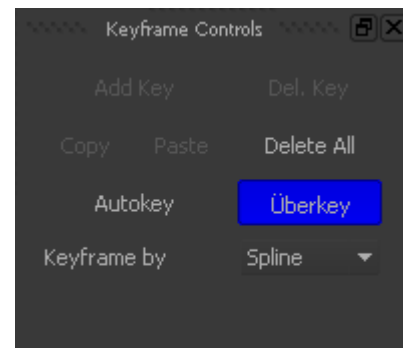 Keyframe Controls
Add Key Del. Key
Copy Paste Delete All
Autokey Überkey
Keyframe by Spline